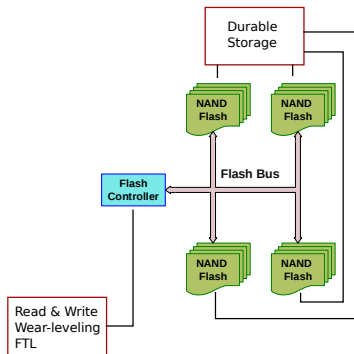 Durable
Storage
NAND
Flash
NAND
Flash
Flash Bus
Flash
Controller
NAND
Flash
NAND
Flash
Read & Write
Wear-leveling
FTL